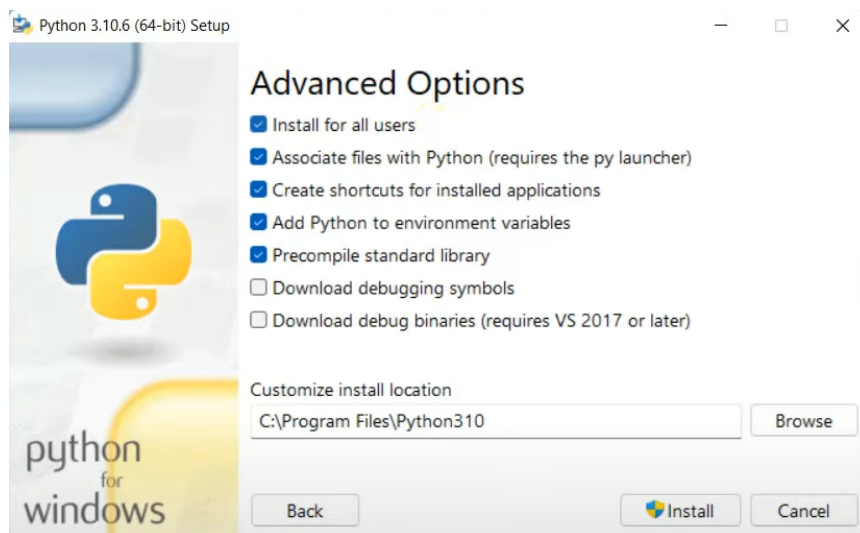 Python 3.10.6 (64-bit) Setup
Advanced Options
Install for all users
Associate files with Python (requires the py launcher)
Create shortcuts for installed applications
Add Python to environment variables
Precompile standard library
Download debugging symbols
Download debug binaries (requires VS 2017 or later)
Customize install location
C:\Program Files\Python310
Browse
python
for
windows
Back
Install
Cancel